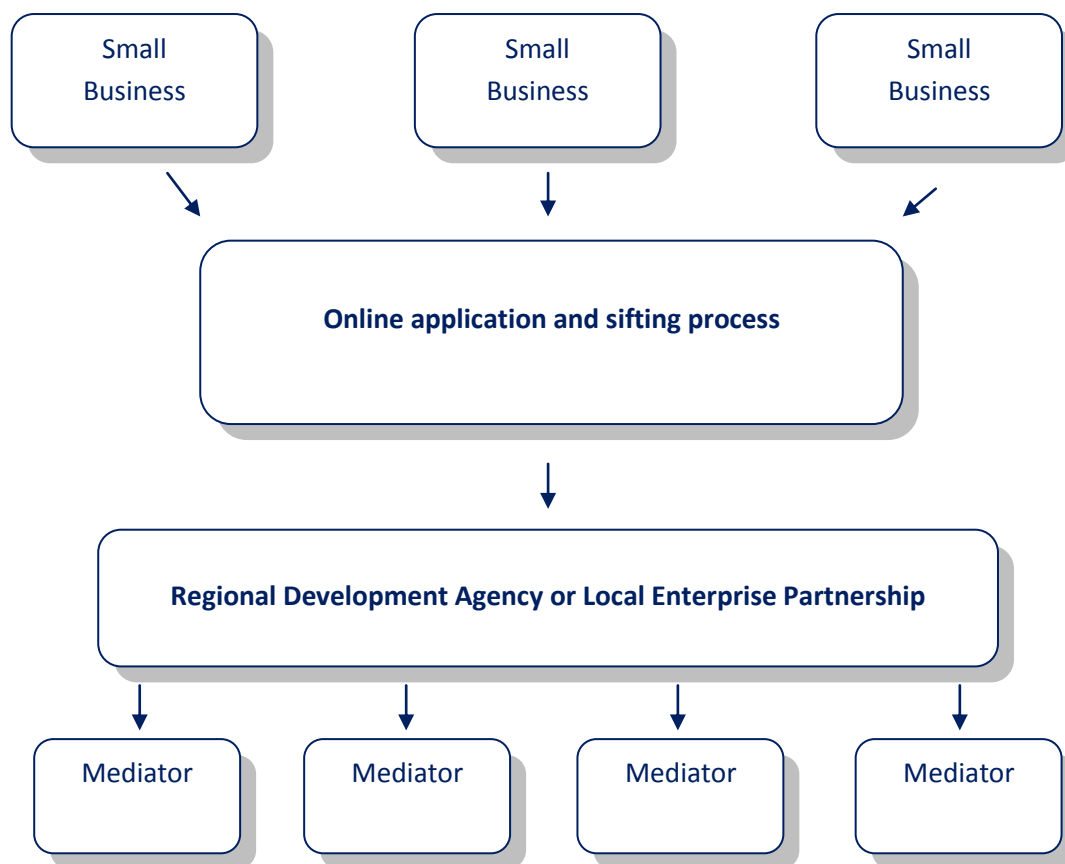 Small
Business
Small
Business
Small
Business
Online application and sifting process
Regional Development Agency or Local Enterprise Partnership
Mediator
Mediator
Mediator
Mediator